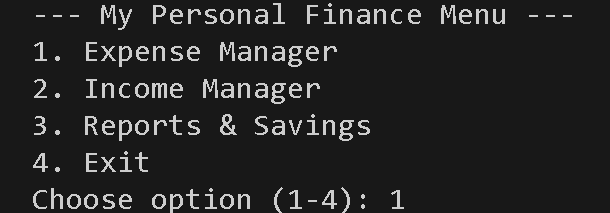 --- My Personal Finance Menu ---
1. Expense Manager
2. Income Manager
3. Reports & Savings
4. Exit
Choose option (1-4): 1